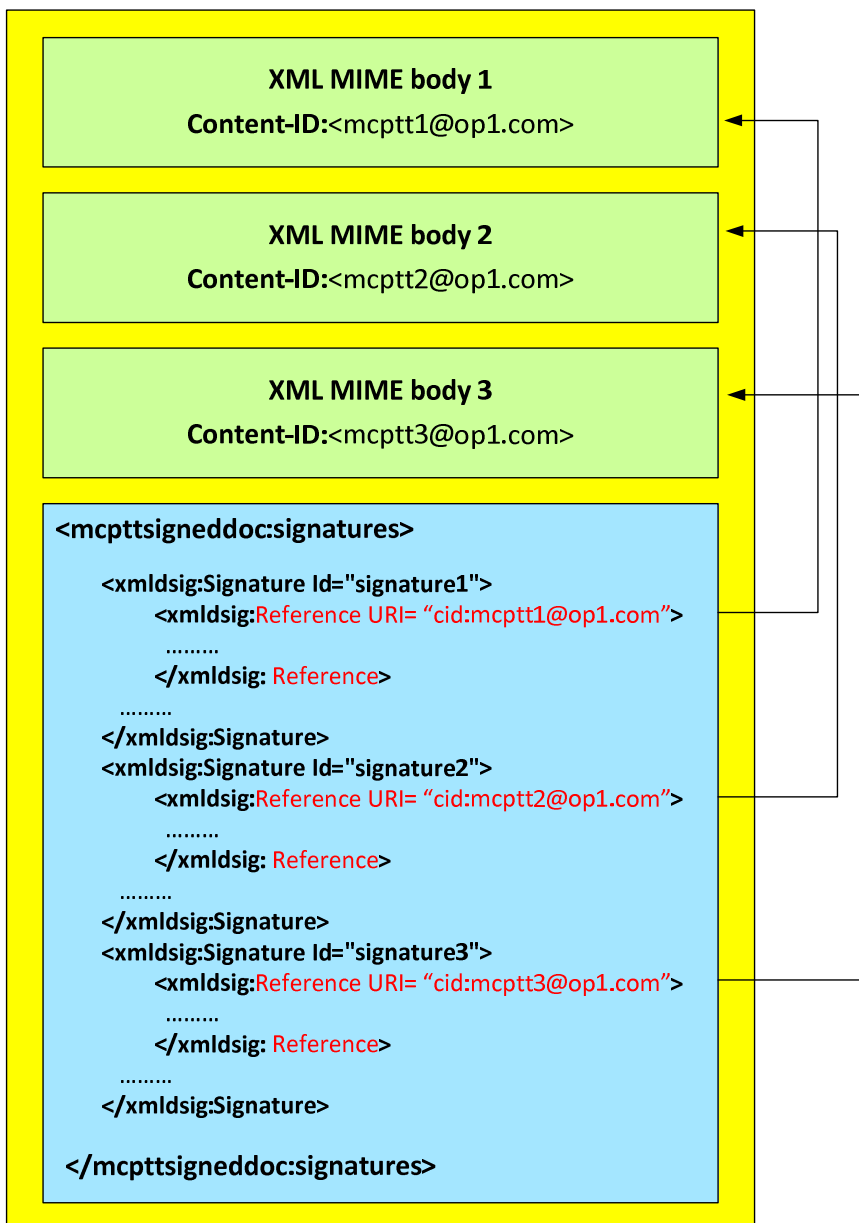 XML MIME body 1
Content-ID:<mcptt1@op1.com>
XML MIME body 2
Content-ID:<mcptt2@op1.com>
XML MIME body 3
Content-ID:<mcptt3@op1.com>
<mcpttsigneddoc:signatures>
<xmldsig:Signature Id="signature1">
<xmldsig:Reference URI= “cid:mcptt1@op1.com”>
………
</xmldsig: Reference>
………
</xmldsig:Signature>
<xmldsig:Signature Id="signature2">
<xmldsig:Reference URI= “cid:mcptt2@op1.com”>
………
</xmldsig: Reference>
………
</xmldsig:Signature>
<xmldsig:Signature Id="signature3">
<xmldsig:Reference URI= “cid:mcptt3@op1.com”>
………
</xmldsig: Reference>
………
</xmldsig:Signature>
</mcpttsigneddoc:signatures>